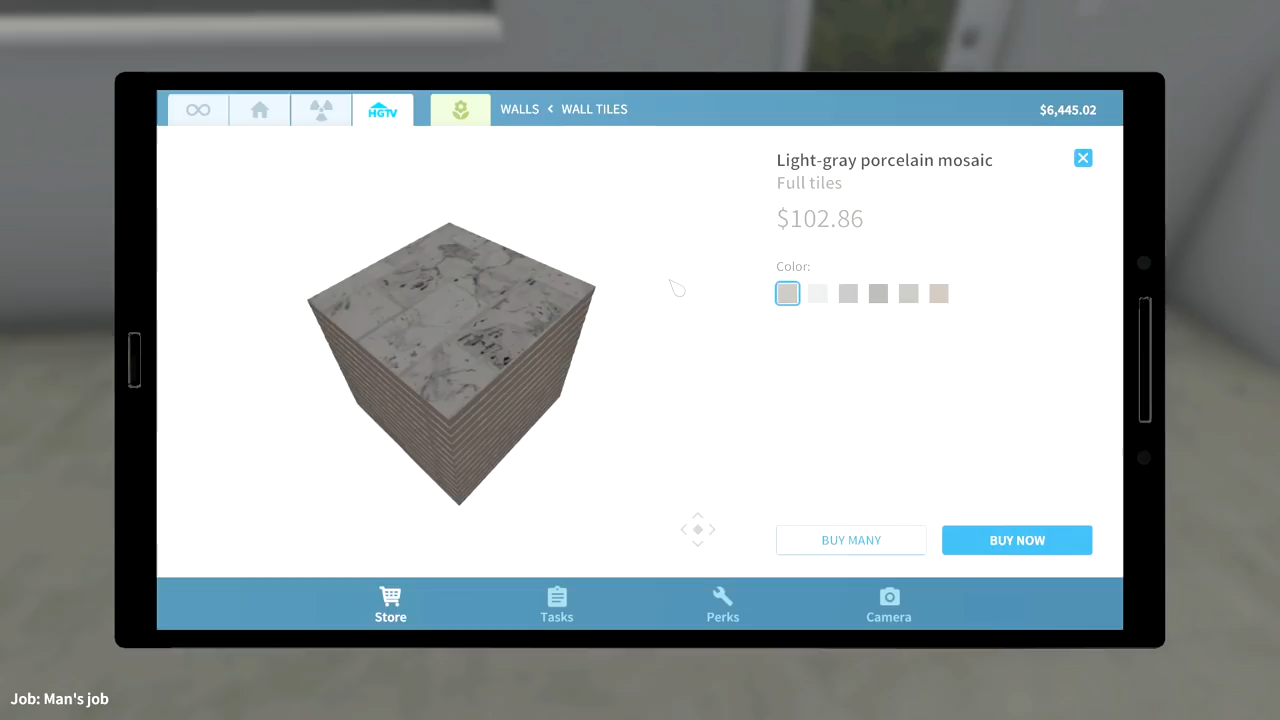 HGTV
WALLS < WALL TILES
$6,445.02
Light-gray porcelain mosaic
Full tiles
$102.86
Color:
BUY MANY
BUY NOW
Store
Tasks
Perks
Camera
Job: Man's job